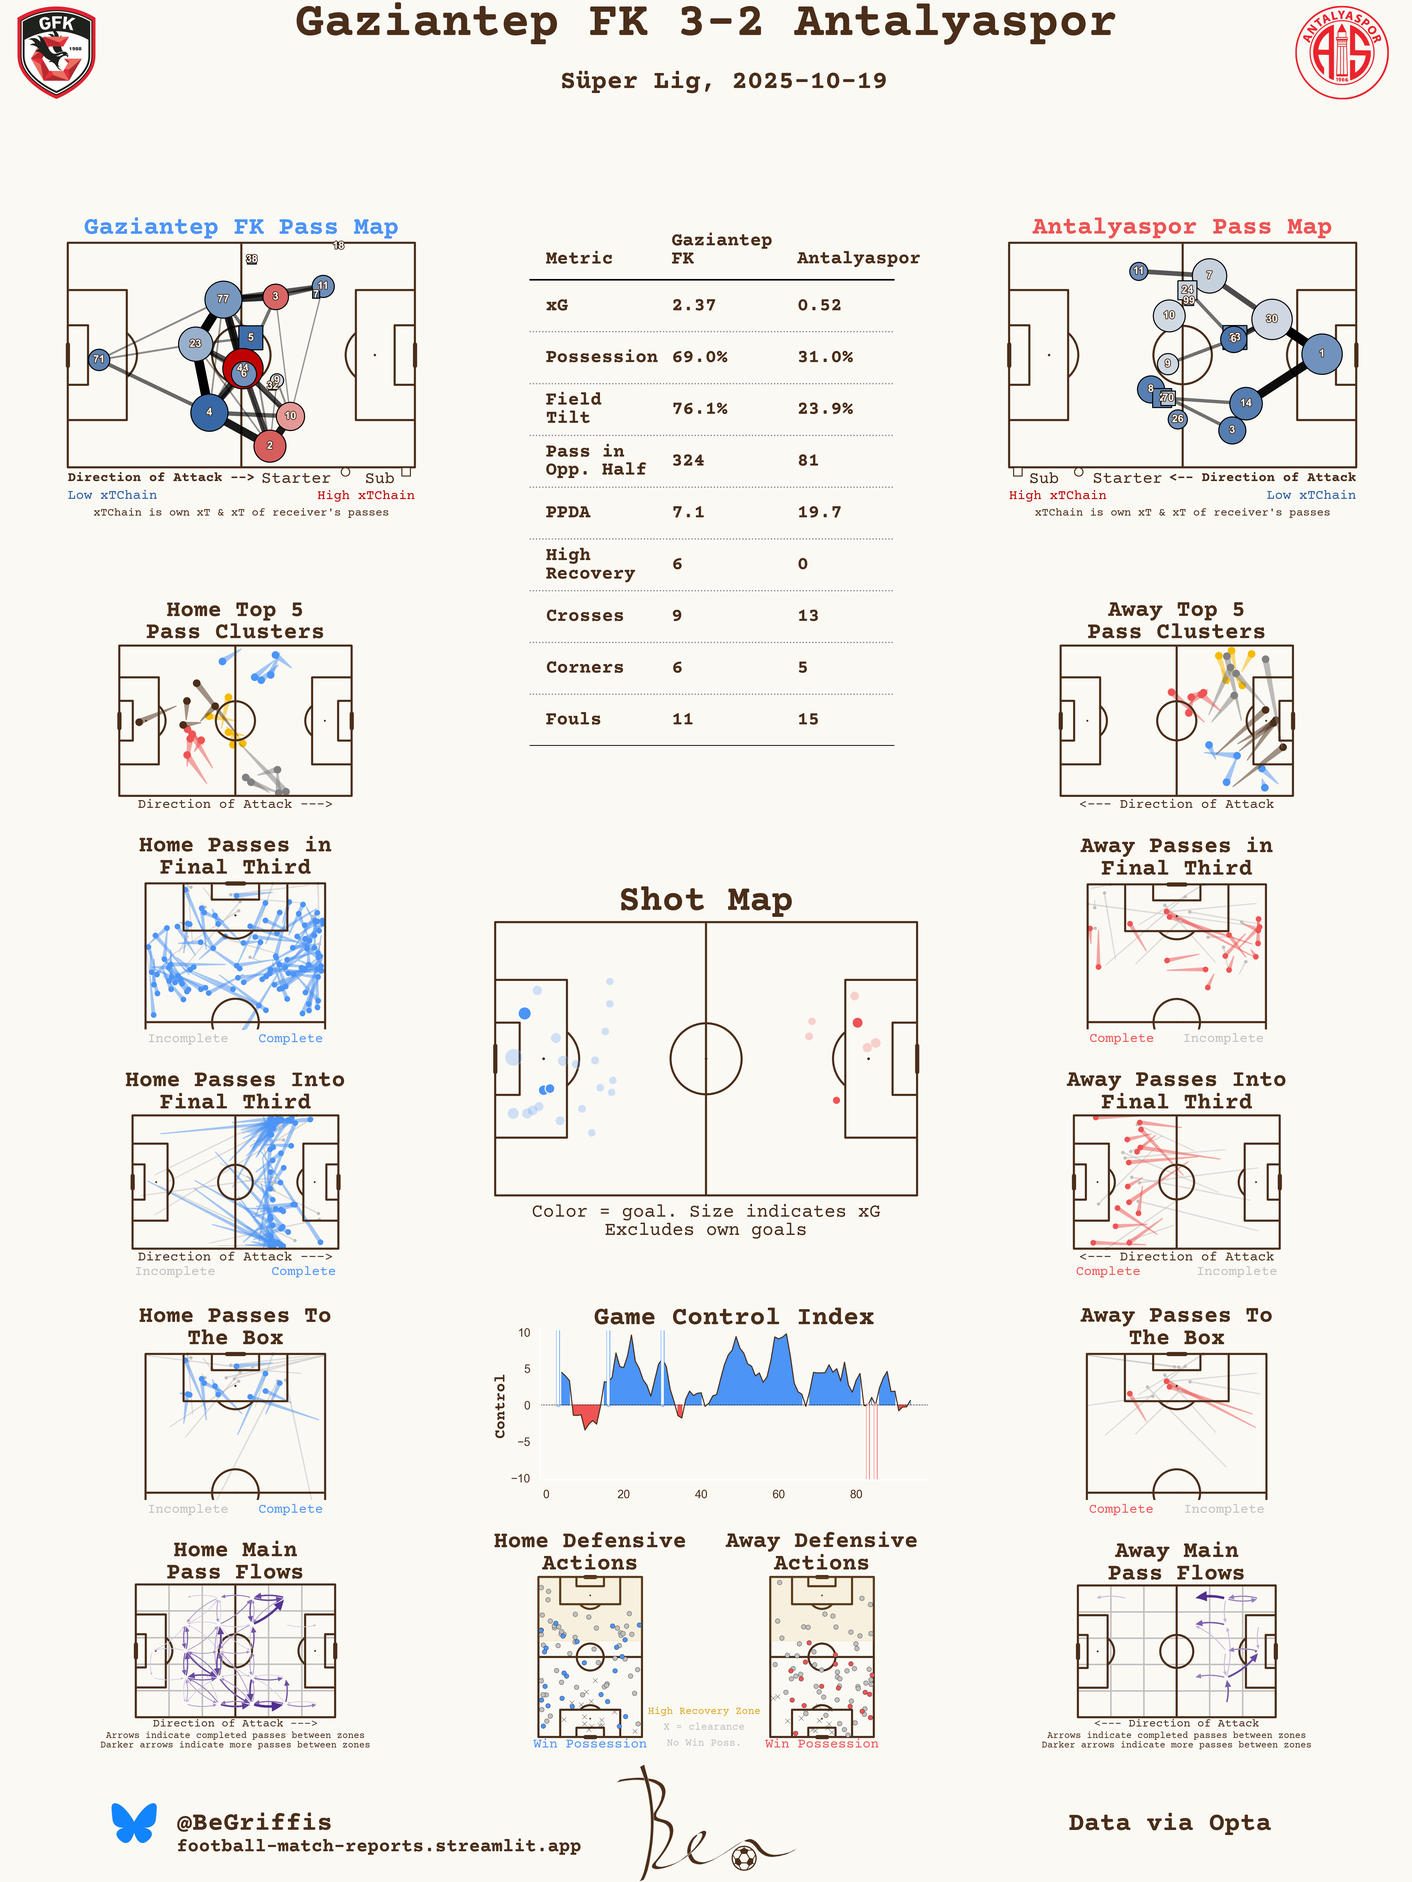 Gaziantep FK 3-2 Antalyaspor
Süper Lig, 2025-10-19
GFK
1988
ANTALYASPOR
1966
Gaziantep FK Pass Map
38
18
77
3
11
7
5
23
71
6
4
10
2
Direction of Attack --> Starter Sub
Low xTChain High xTChain
xTChain is own xT & xT of receiver's passes
Metric Gaziantep FK Antalyaspor
xG 2.37 0.52
Possession 69.0% 31.0%
Field Tilt 76.1% 23.9%
Pass in Opp. Half 324 81
PPDA 7.1 19.7
High Recovery 6 0
Crosses 9 13
Corners 6 5
Fouls 11 15
Antalyaspor Pass Map
11
7
24
99
10
30
6
1
9
8
70
14
26
3
Sub Starter <-- Direction of Attack
High xTChain Low xTChain
xTChain is own xT & xT of receiver's passes
Home Top 5
Pass Clusters
Direction of Attack --->
Away Top 5
Pass Clusters
<--- Direction of Attack
Home Passes in
Final Third
Incomplete Complete
Away Passes in
Final Third
Complete Incomplete
Shot Map
Color = goal. Size indicates xG
Excludes own goals
Home Passes Into
Final Third
Direction of Attack --->
Incomplete Complete
Away Passes Into
Final Third
<--- Direction of Attack
Complete Incomplete
Home Passes To
The Box
Incomplete Complete
Game Control Index
Control
10
5
0
−5
−10
0 20 40 60 80
Away Passes To
The Box
Complete Incomplete
Home Main
Pass Flows
Direction of Attack --->
Arrows indicate completed passes between zones
Darker arrows indicate more passes between zones
Home Defensive
Actions
Win Possession
Away Defensive
Actions
Win Possession
High Recovery Zone
X = clearance
No Win Poss.
Away Main
Pass Flows
<--- Direction of Attack
Arrows indicate completed passes between zones
Darker arrows indicate more passes between zones
@BeGriffis
football-match-reports.streamlit.app
Ben
Data via Opta